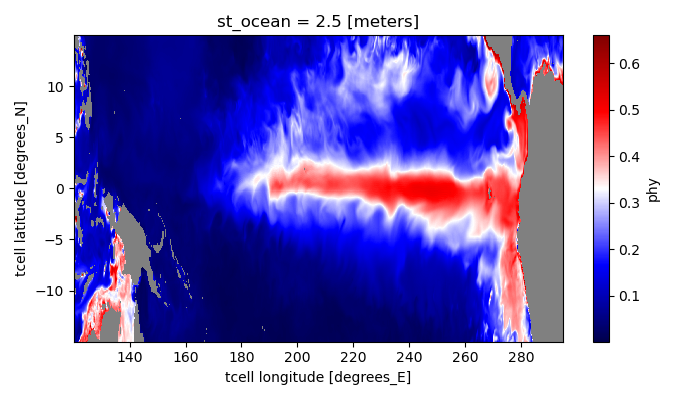 st_ocean = 2.5 [meters]
tcell latitude [degrees_N]
10
5
0
−5
−10
140 160 180 200 220 240 260 280
tcell longitude [degrees_E]
0.6
0.5
0.4
0.3
0.2
0.1
phy